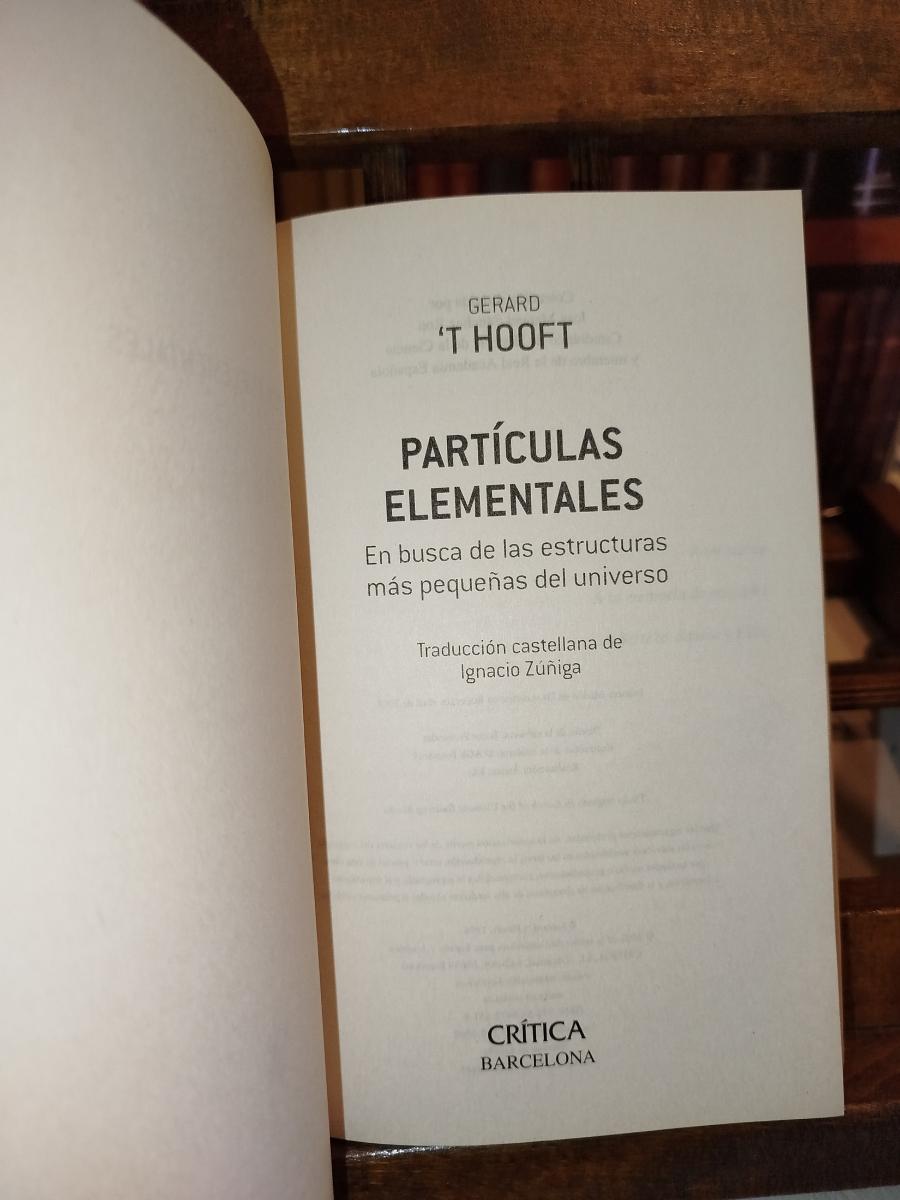 GERARD
‘T HOOFT
PARTÍCULAS
ELEMENTALES
En busca de las estructuras
más pequeñas del universo
Traducción castellana de
Ignacio Zúñiga
CRÍTICA
BARCELONA